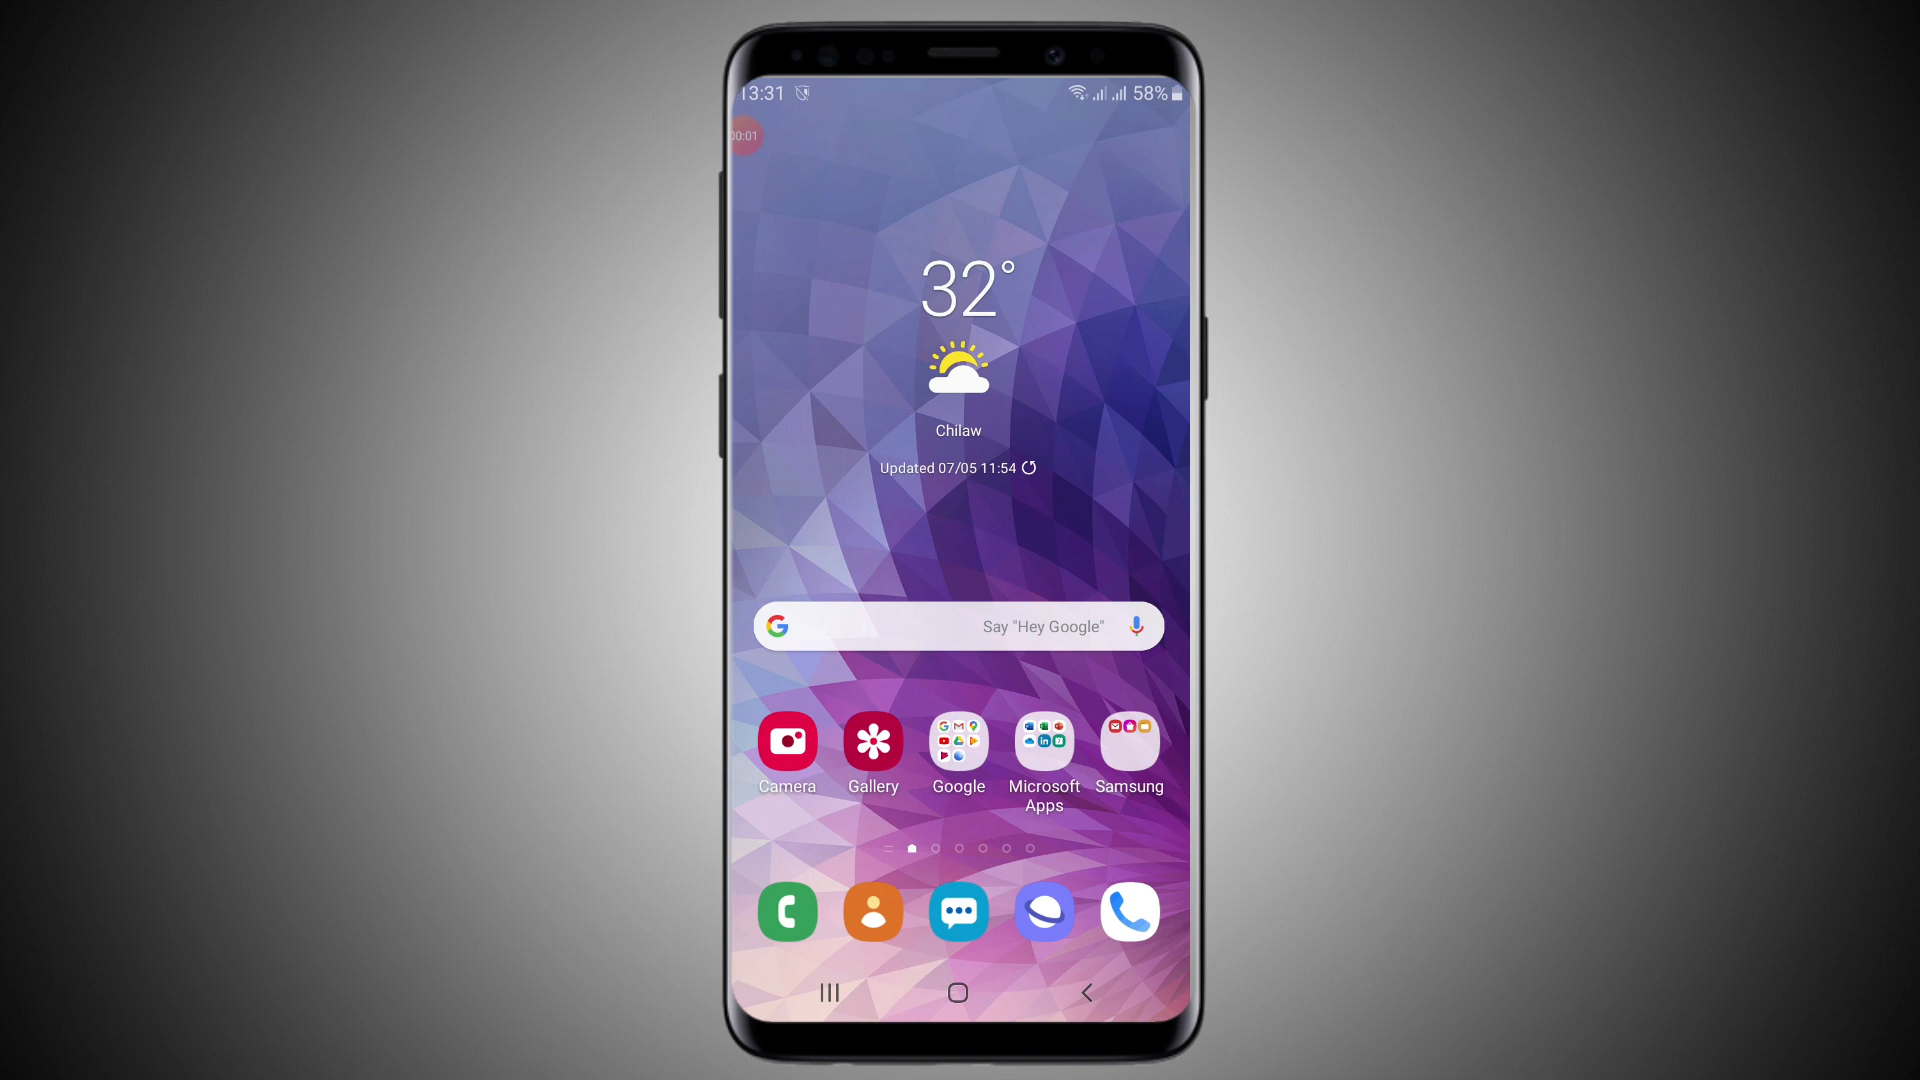 13:31
58%
00:01
32°
Chilaw
Updated 07/05 11:54
Say "Hey Google"
Camera
Gallery
Google
Microsoft Apps
Samsung